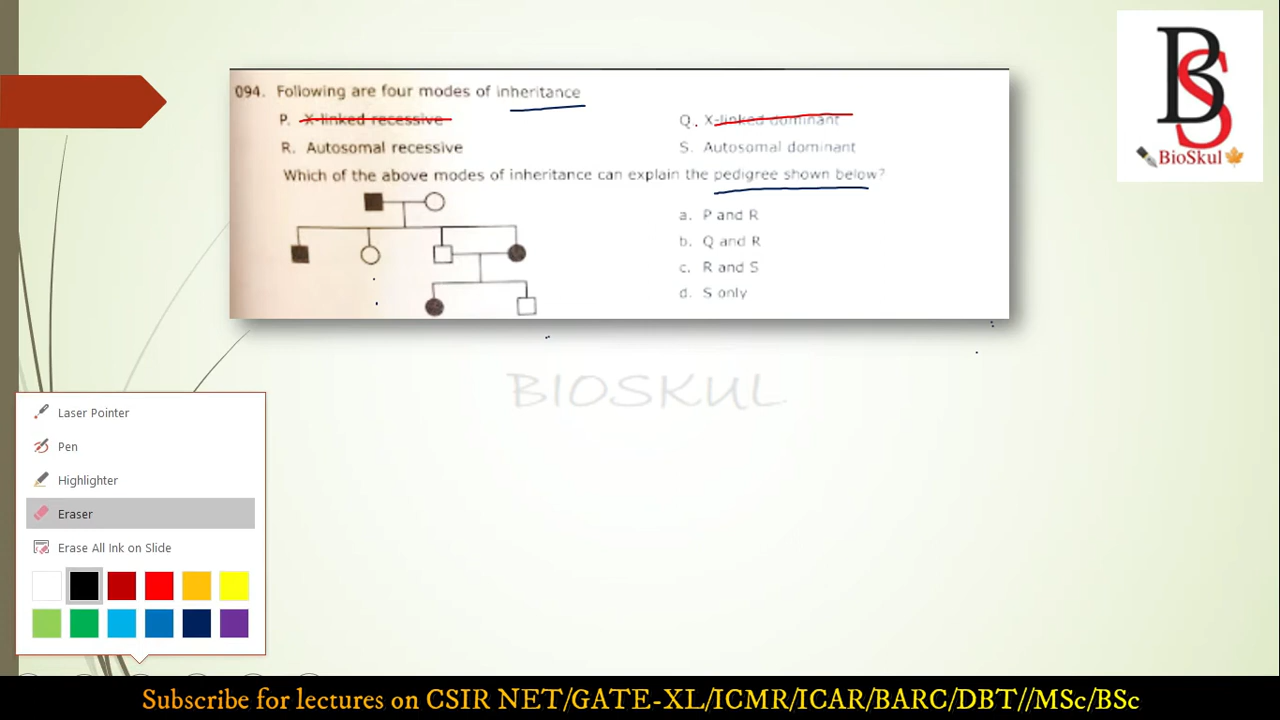 BS
BioSkul
094. Following are four modes of inheritance
P. X-linked recessive
Q. X-linked dominant
R. Autosomal recessive
S. Autosomal dominant
Which of the above modes of inheritance can explain the pedigree shown below?
a. P and R
b. Q and R
c. R and S
d. S only
BIOSKUL
Laser Pointer
Pen
Highlighter
Eraser
Erase All Ink on Slide
Subscribe for lectures on CSIR NET/GATE-XL/ICMR/ICAR/BARC/DBT//MSc/BSc